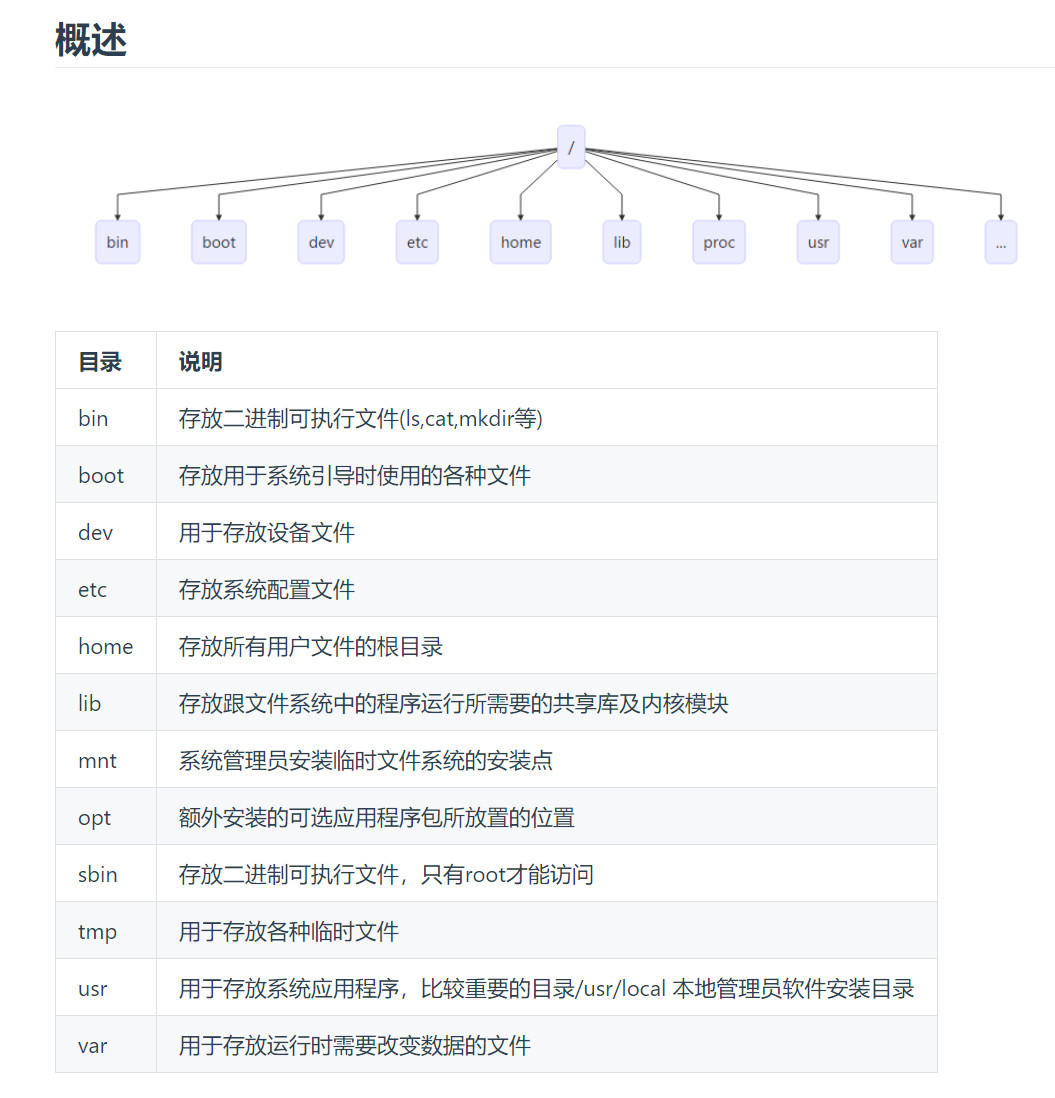 概述
/
bin boot dev etc home lib proc usr var ...
目录 说明
bin 存放二进制可执行文件(ls,cat,mkdir等)
boot 存放用于系统引导时使用的各种文件
dev 用于存放设备文件
etc 存放系统配置文件
home 存放所有用户文件的根目录
lib 存放跟文件系统中的程序运行所需要的共享库及内核模块
mnt 系统管理员安装临时文件系统的安装点
opt 额外安装的可选应用程序包所放置的位置
sbin 存放二进制可执行文件，只有root才能访问
tmp 用于存放各种临时文件
usr 用于存放系统应用程序，比较重要的目录/usr/local 本地管理员软件安装目录
var 用于存放运行时需要改变数据的文件